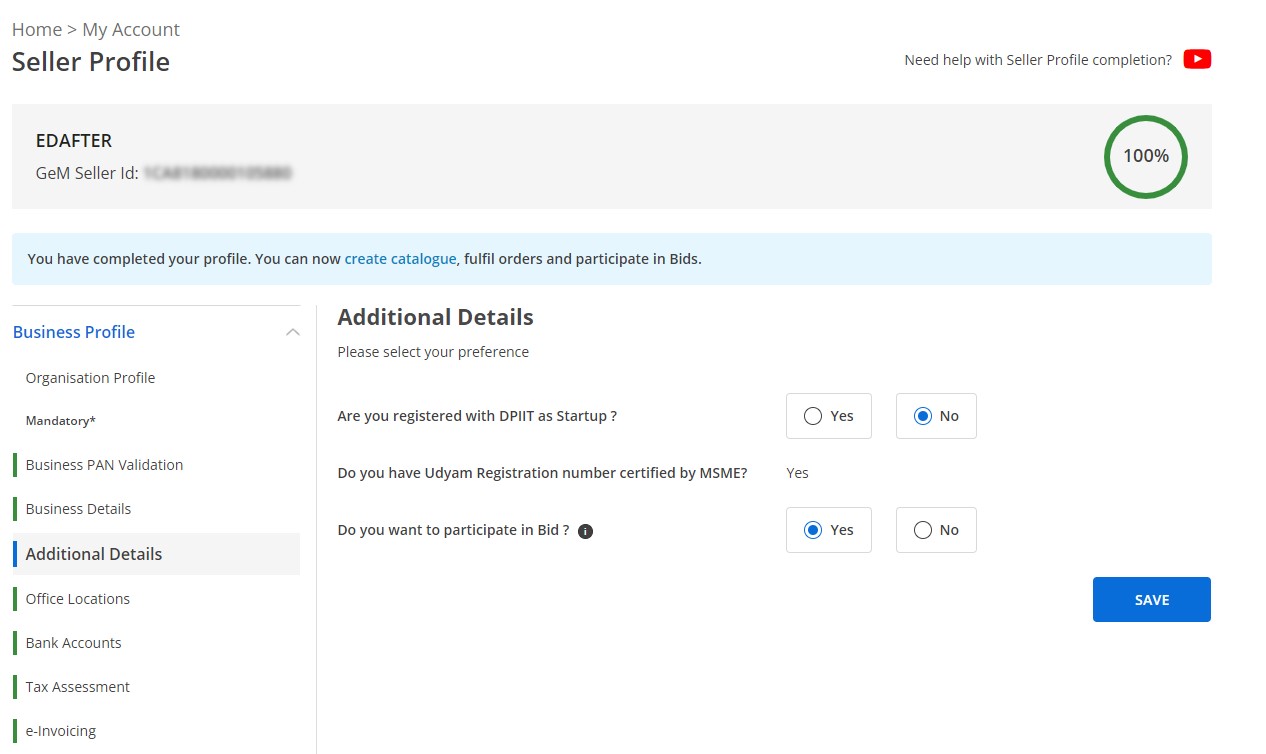 Home > My Account
Seller Profile
Need help with Seller Profile completion?
EDAFTER
GeM Seller Id:
100%
You have completed your profile. You can now create catalogue, fulfil orders and participate in Bids.
Business Profile
Organisation Profile
Mandatory*
Business PAN Validation
Business Details
Additional Details
Office Locations
Bank Accounts
Tax Assessment
e-Invoicing
Additional Details
Please select your preference
Are you registered with DPIIT as Startup ? Yes No
Do you have Udyam Registration number certified by MSME? Yes
Do you want to participate in Bid ? Yes No
SAVE